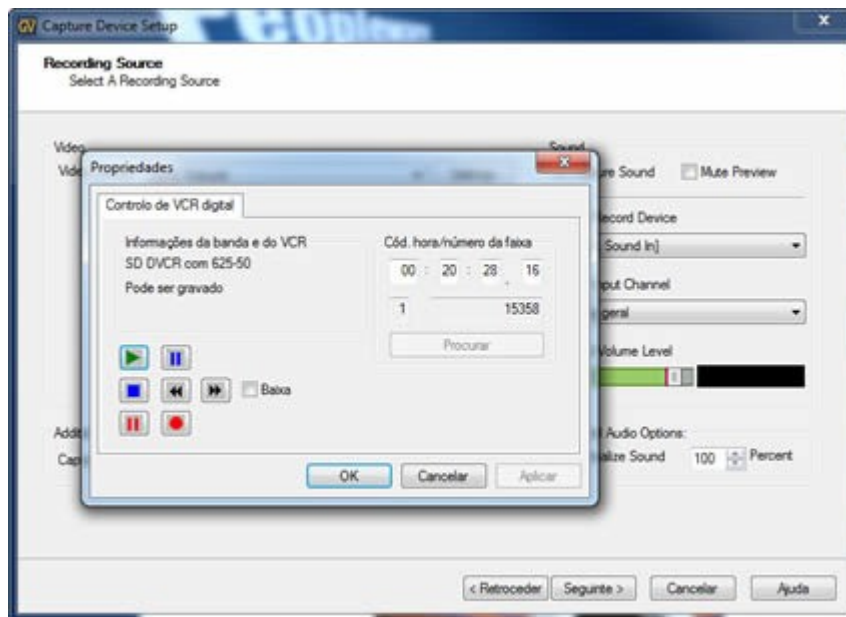 Capture Device Setup
Recording Source
Select A Recording Source
Video
Sound
Propriedades
Sound
Mute Preview
Controlo de VCR digital
Record Device
Informações da banda e do VCR
Cód. hora/número da faixa
Sound In]
SD DVCR com 625-50
00 : 20 : 28 . 16
Pode ser gravado
Channel
1 15358
geral
Procurar
Volume Level
Baixa
Audio Options:
Sound 100 Percent
OK
Cancelar
Aplicar
< Retroceder
Seguinte >
Cancelar
Ajuda